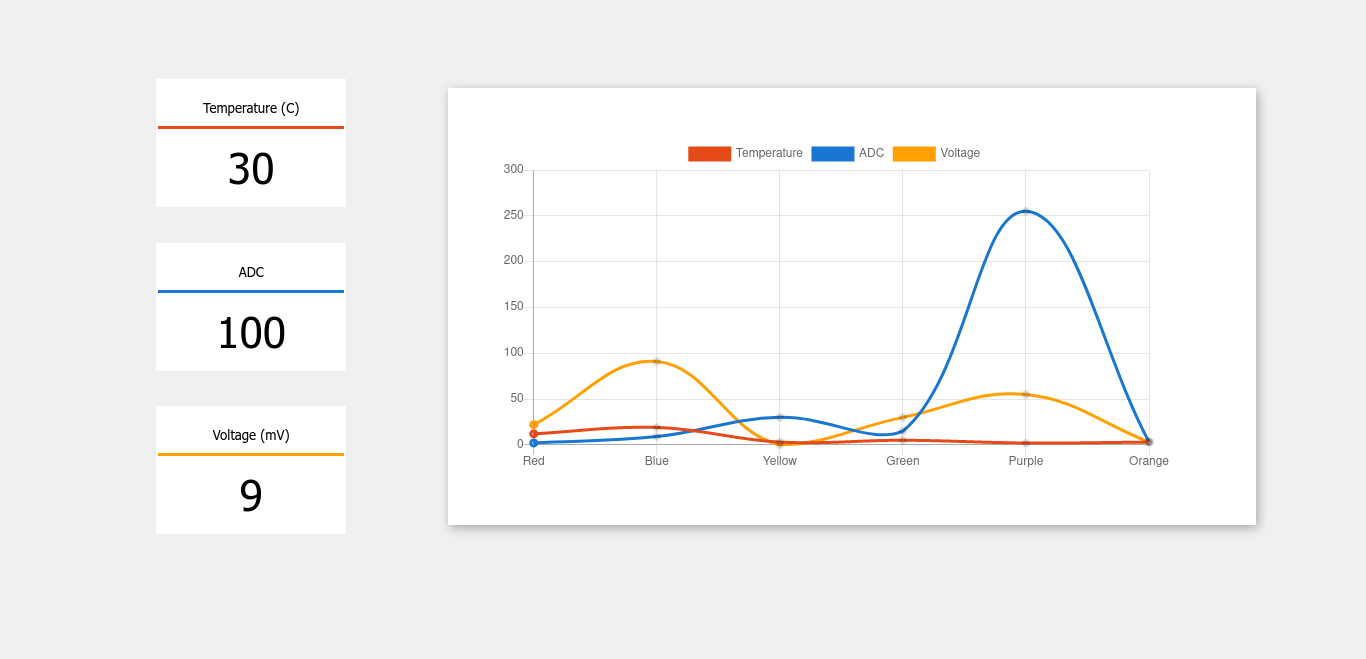 Temperature (C)
30
ADC
100
Voltage (mV)
9
Temperature ADC Voltage
300
250
200
150
100
50
0
Red Blue Yellow Green Purple Orange